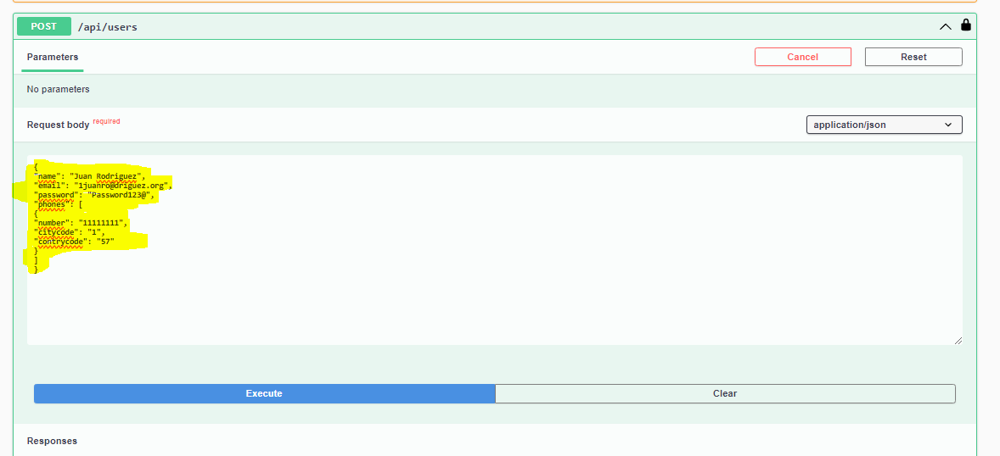 POST /api/users
Parameters
Cancel
Reset
No parameters
Request body required
application/json
{
"name": "Juan Rodriguez",
"email": "1juanro@driguez.org",
"password": "Password123@",
"phones": [
{
"number": "11111111",
"citycode": "1",
"contrycode": "57"
}
]
}
Execute
Clear
Responses